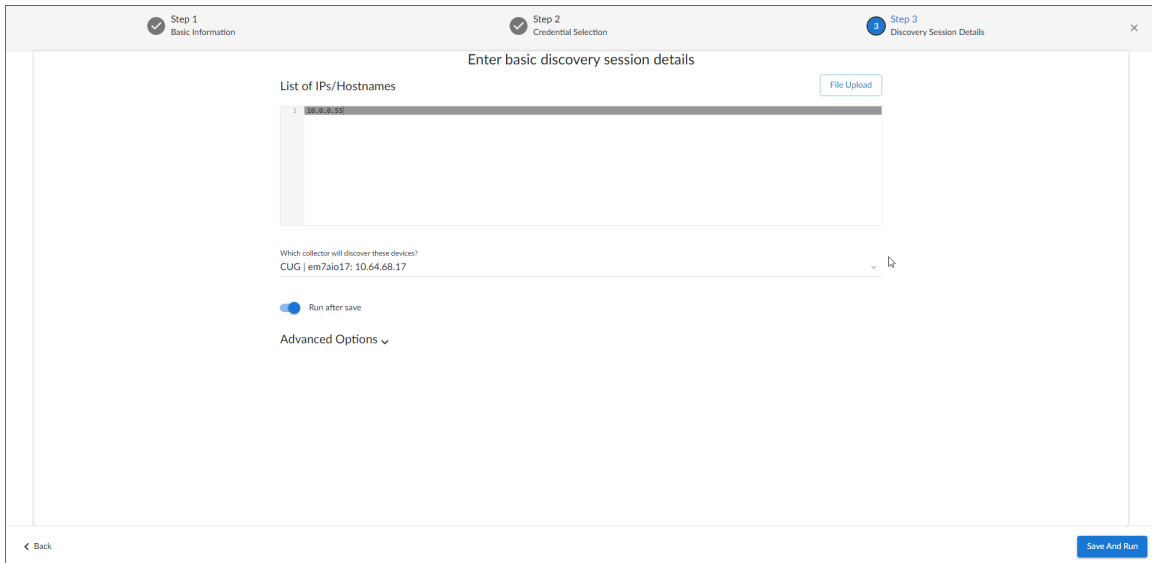 Step 1
Basic Information
Step 2
Credential Selection
3
Step 3
Discovery Session Details
Enter basic discovery session details
List of IPs/Hostnames
File Upload
1 10.0.0.55
Which collector will discover these devices?
CUG | em7aio17: 10.64.68.17
Run after save
Advanced Options
Back
Save And Run